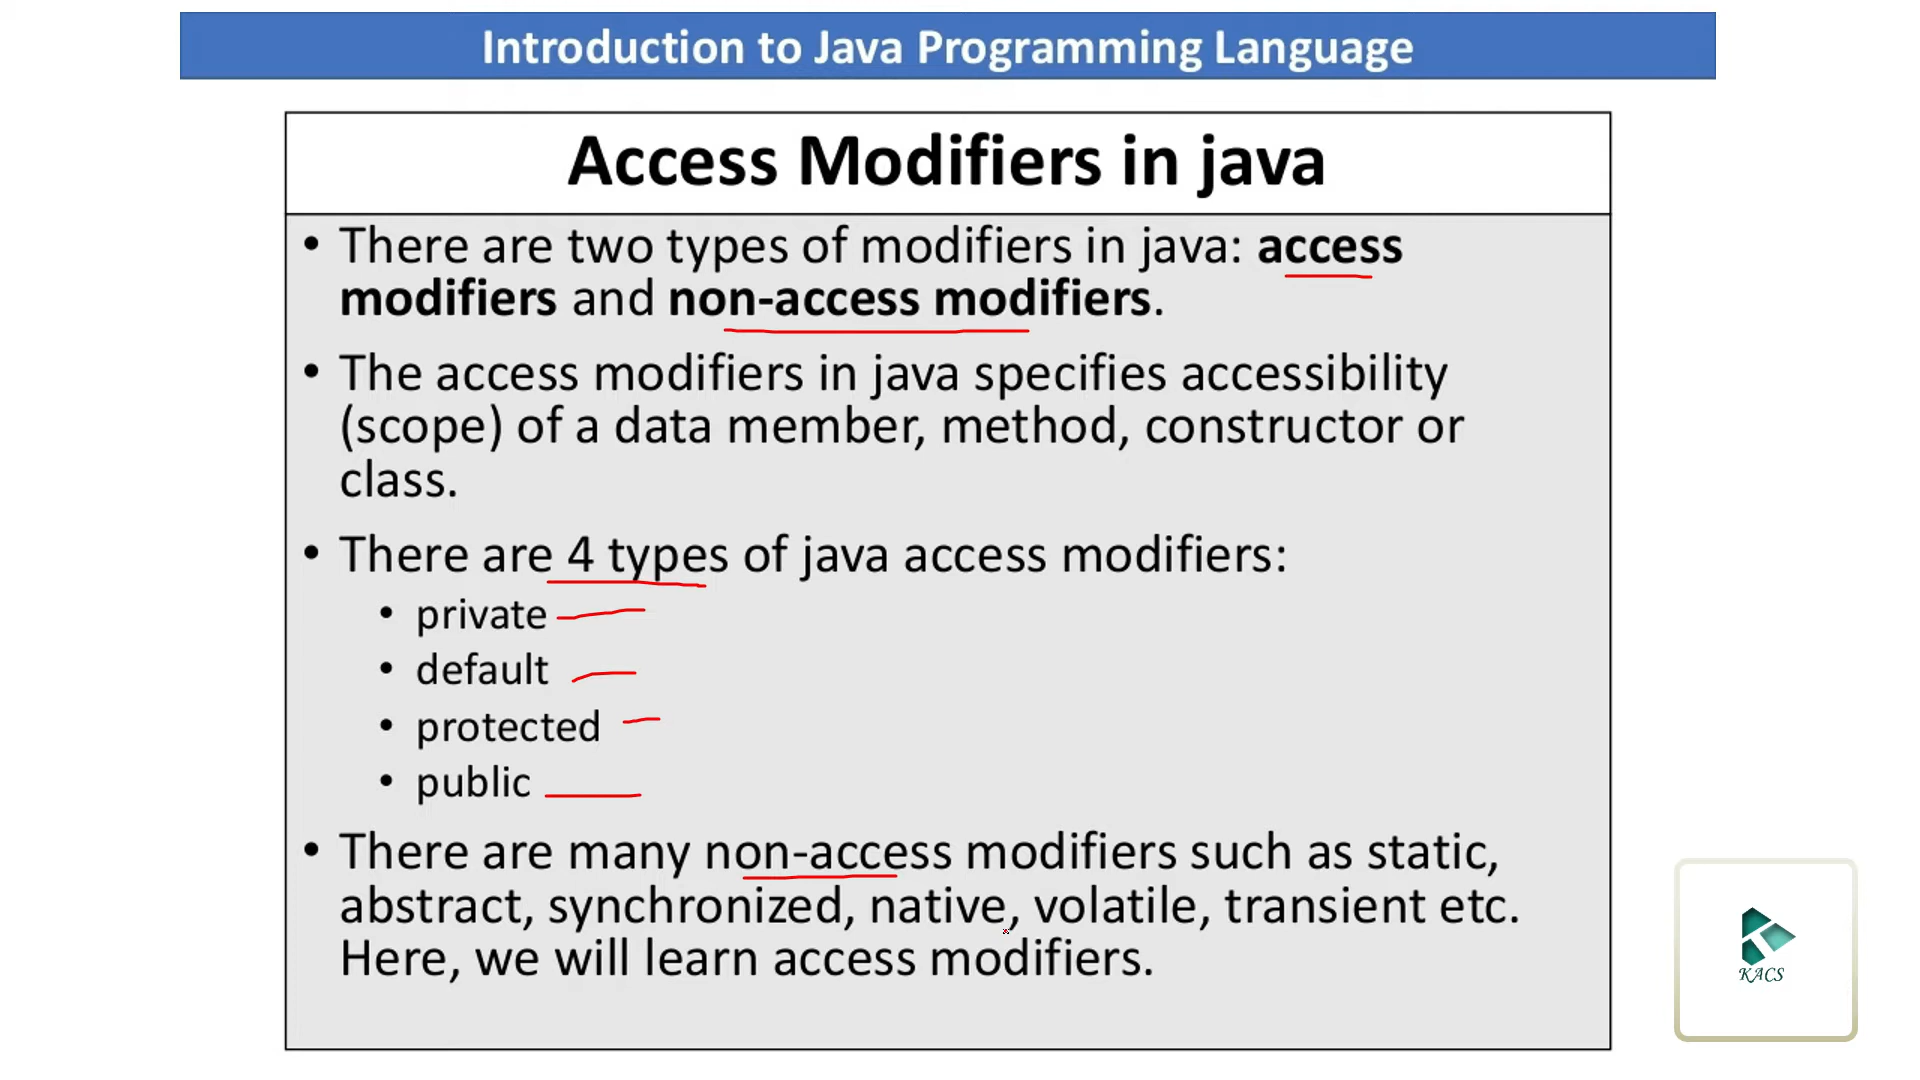 Introduction to Java Programming Language
Access Modifiers in java
• There are two types of modifiers in java: access
modifiers and non-access modifiers.
• The access modifiers in java specifies accessibility
(scope) of a data member, method, constructor or
class.
• There are 4 types of java access modifiers:
• private
• default
• protected
• public
• There are many non-access modifiers such as static,
abstract, synchronized, native, volatile, transient etc.
Here, we will learn access modifiers.
KACS